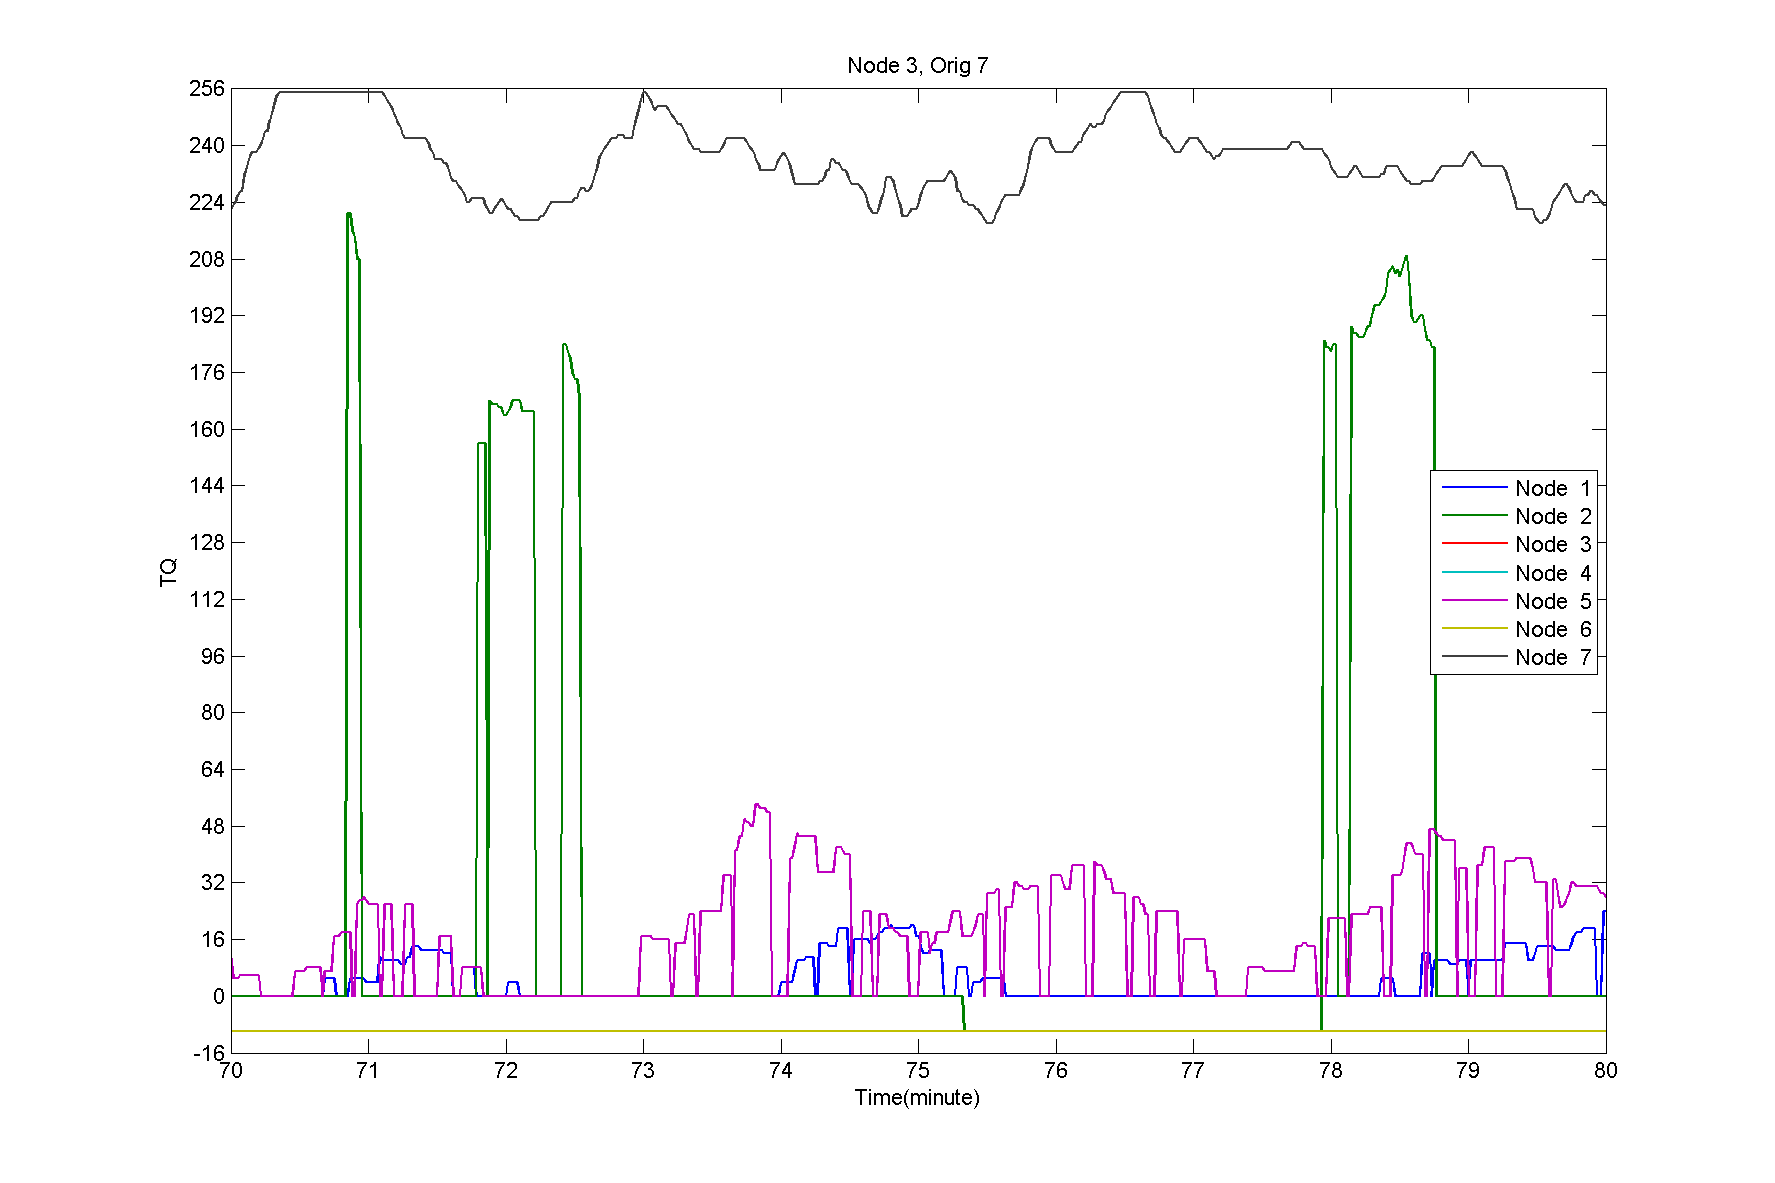 Node 3, Orig 7
256
240
224
208
192
176
160
144
128
112
96
80
64
48
32
16
0
-16
TQ
Node 1
Node 2
Node 3
Node 4
Node 5
Node 6
Node 7
70 71 72 73 74 75 76 77 78 79 80
Time(minute)